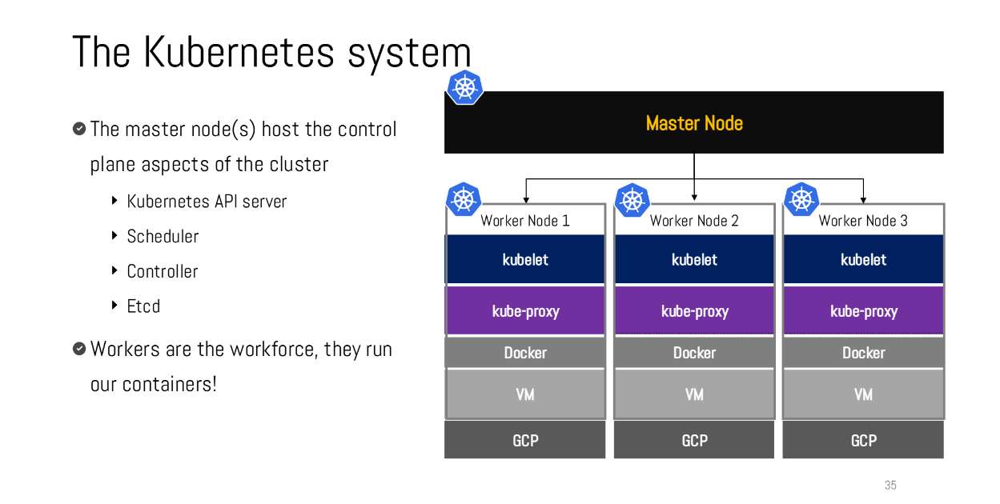 The Kubernetes system
The master node(s) host the control
plane aspects of the cluster
Kubernetes API server
Scheduler
Controller
Etcd
Workers are the workforce, they run
our containers!
Master Node
Worker Node 1
kubelet
kube-proxy
Docker
VM
GCP
Worker Node 2
kubelet
kube-proxy
Docker
VM
GCP
Worker Node 3
kubelet
kube-proxy
Docker
VM
GCP
35